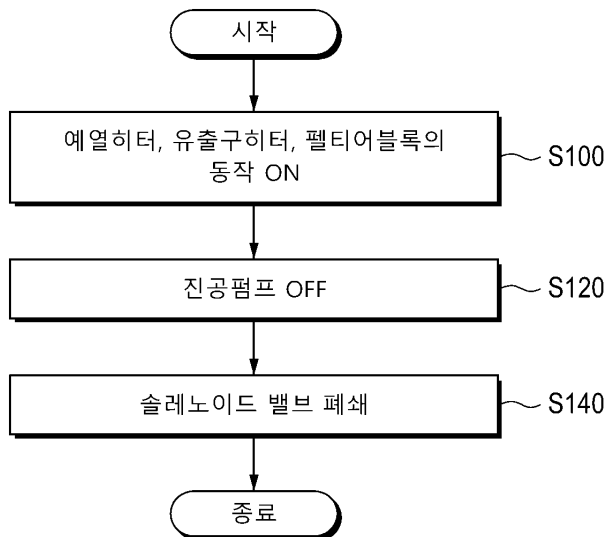 시작
예열히터, 유출구히터, 펠티어블록의
동작 ON
S100
진공펌프 OFF
S120
솔레노이드 밸브 폐쇄
S140
종료